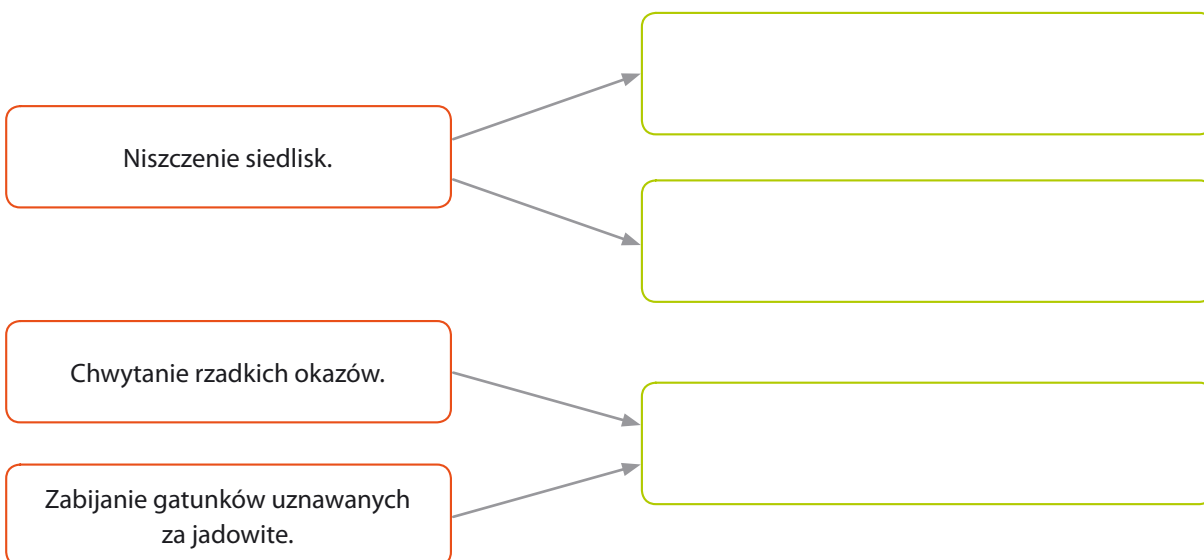 Niszczenie siedlisk.
Chwytanie rzadkich okazów.
Zabijanie gatunków uznawanych
za jadowite.